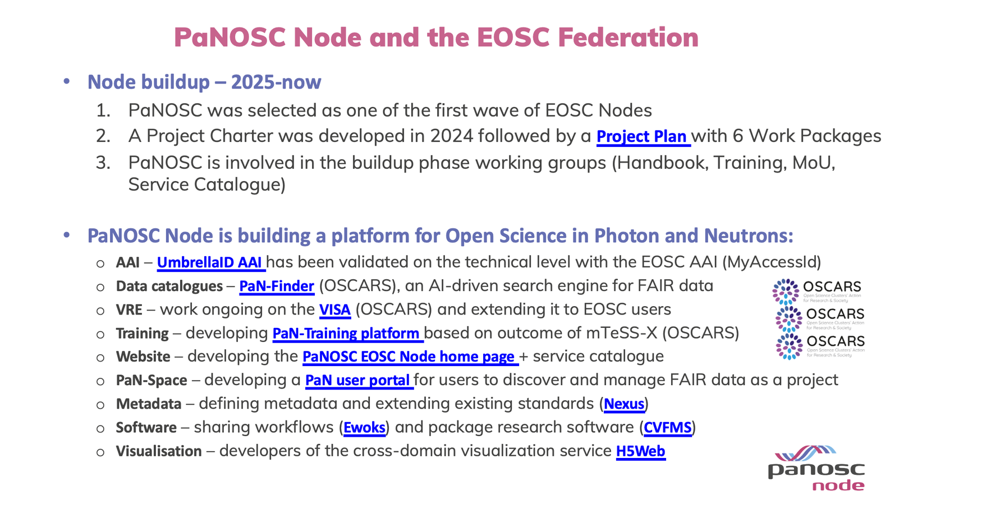 PaNOSC Node and the EOSC Federation
• Node buildup – 2025-now
1. PaNOSC was selected as one of the first wave of EOSC Nodes
2. A Project Charter was developed in 2024 followed by a Project Plan with 6 Work Packages
3. PaNOSC is involved in the buildup phase working groups (Handbook, Training, MoU,
Service Catalogue)
• PaNOSC Node is building a platform for Open Science in Photon and Neutrons:
o AAI – UmbrellaID AAI has been validated on the technical level with the EOSC AAI (MyAccessId)
o Data catalogues – PaN-Finder (OSCARS), an AI-driven search engine for FAIR data
o VRE – work ongoing on the VISA (OSCARS) and extending it to EOSC users
o Training – developing PaN-Training platform based on outcome of mTeSS-X (OSCARS)
o Website – developing the PaNOSC EOSC Node home page + service catalogue
o PaN-Space – developing a PaN user portal for users to discover and manage FAIR data as a project
o Metadata – defining metadata and extending existing standards (Nexus)
o Software – sharing workflows (Ewoks) and package research software (CVFMS)
o Visualisation – developers of the cross-domain visualization service H5Web
OSCARS
Open Science Clusters' Action
for Research & Society
OSCARS
Open Science Clusters' Action
for Research & Society
OSCARS
Open Science Clusters' Action
for Research & Society
panosc
node